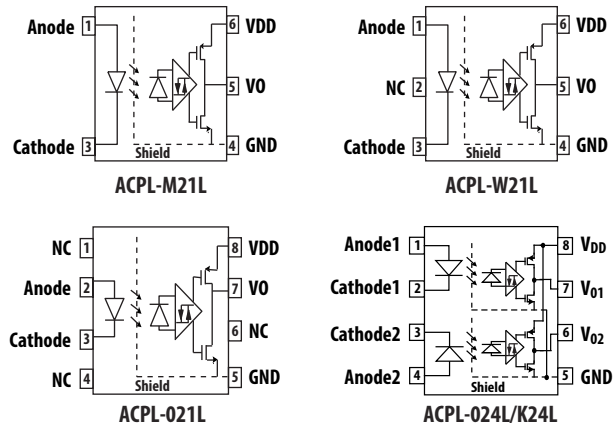 Anode 1 6 VDD
5 VO
Cathode 3 4 GND
Shield
ACPL-M21L
Anode 1 6 VDD
NC 2 5 VO
Cathode 3 4 GND
Shield
ACPL-W21L
NC 1 8 VDD
Anode 2 7 VO
Cathode 3 6 NC
NC 4 5 GND
Shield
ACPL-021L
Anode1 1 8 VDD
Cathode1 2 7 V01
Cathode2 3 6 V02
Anode2 4 5 GND
Shield
ACPL-024L/K24L